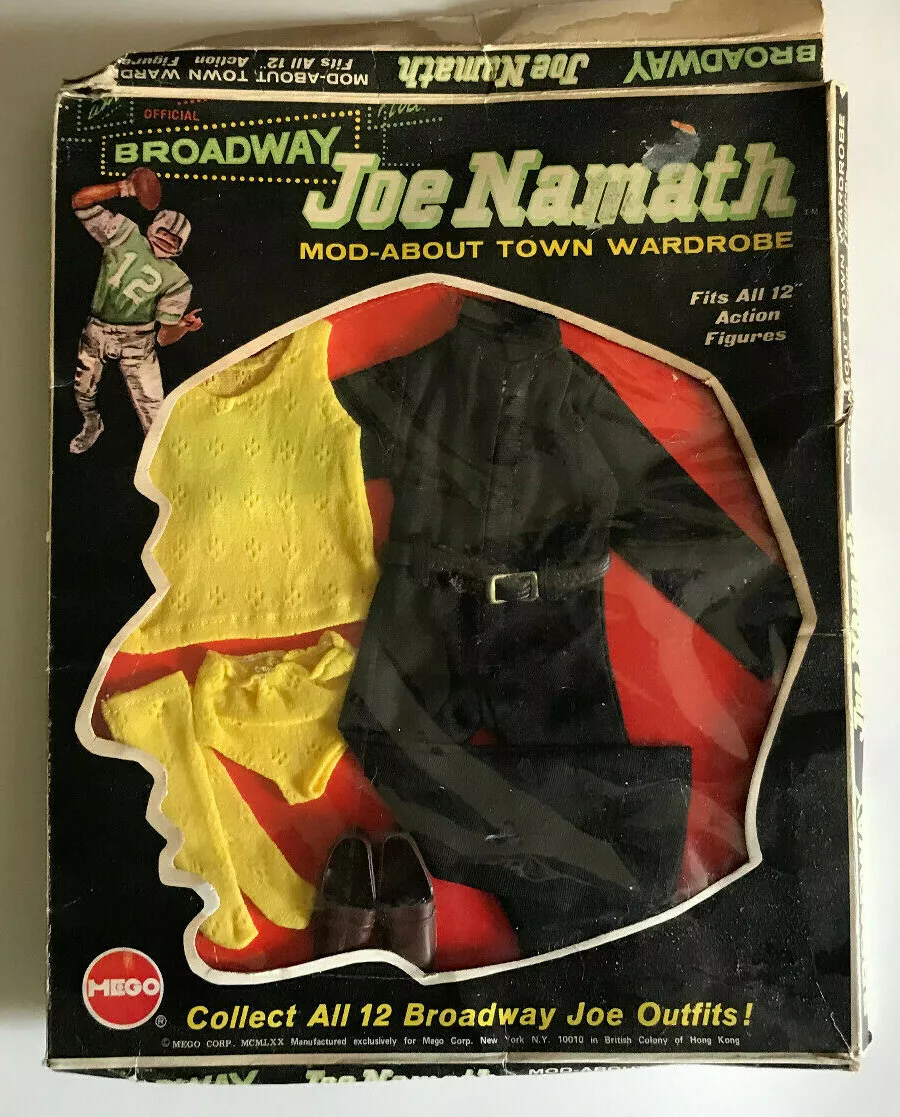 BROADWAY Joe Namath MOD-ABOUT TOWN
Fits All 12" Action
OFFICIAL
BROADWAY
Joe Namath
TM
MOD-ABOUT TOWN WARDROBE
12
Fits All 12"
Action
Figures
MEGO
®
Collect All 12 Broadway Joe Outfits!
© MEGO CORP. MCMLXX Manufactured exclusively for Mego Corp. New York N.Y. 10010 in British Colony of Hong Kong
BROADWAY Joe Namath
WARDROBE